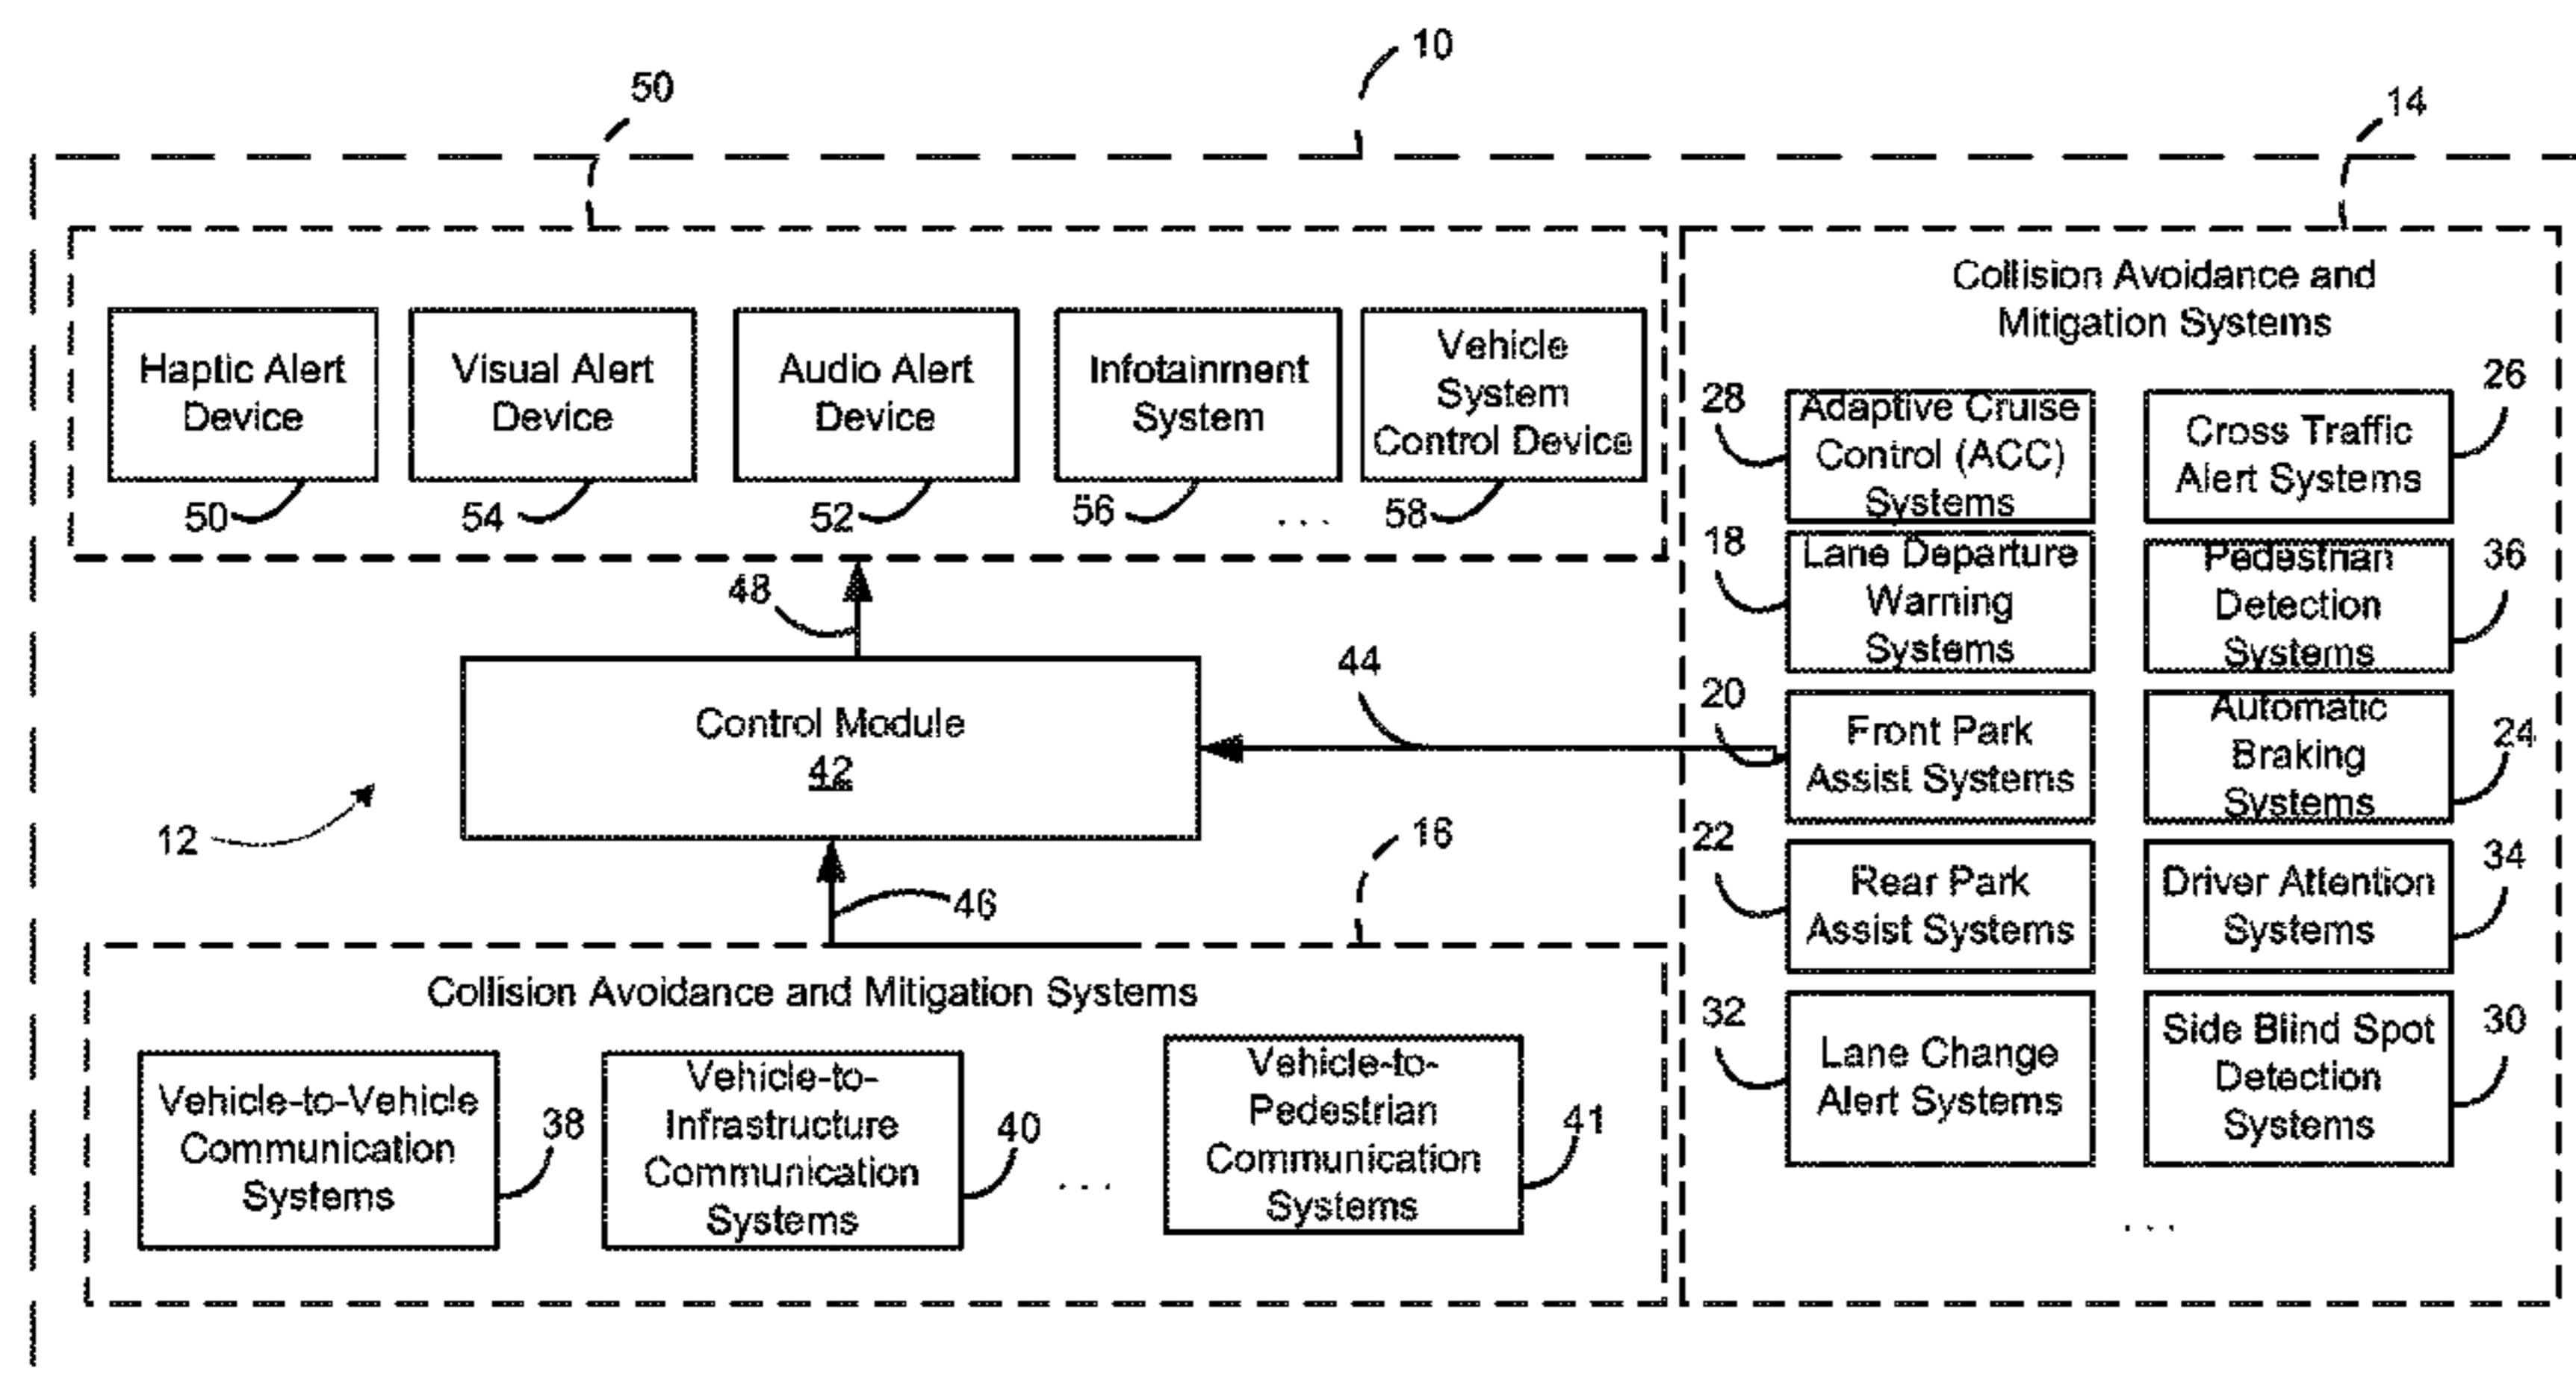 10
50
14
Haptic Alert
Device
50
Visual Alert
Device
54
Audio Alert
Device
52
Infotainment
System
56
. . .
Vehicle
System
Control Device
58
48
Control Module
42
44
12
46
16
Collision Avoidance and Mitigation Systems
Vehicle-to-Vehicle
Communication
Systems
38
Vehicle-to-
Infrastructure
Communication
Systems
40
. . .
Vehicle-to-
Pedestrian
Communication
Systems
41
Collision Avoidance and
Mitigation Systems
28
Adaptive Cruise
Control (ACC)
Systems
Cross Traffic
Alert Systems
26
18
Lane Departure
Warning
Systems
Pedestrian
Detection
Systems
36
20
Front Park
Assist Systems
Automatic
Braking
Systems
24
22
Rear Park
Assist Systems
Driver Attention
Systems
34
32
Lane Change
Alert Systems
Side Blind Spot
Detection
Systems
30
. . .